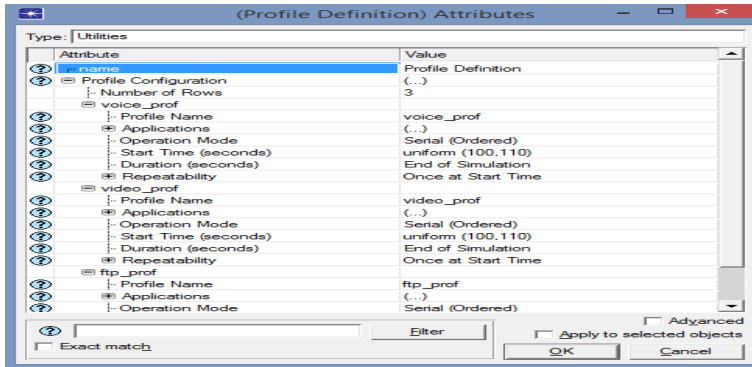 (Profile Definition) Attributes
Type: Utilities
Attribute Value
name Profile Definition
Profile Configuration (...)
Number of Rows 3
voice_prof
Profile Name voice_prof
Applications (...)
Operation Mode Serial (Ordered)
Start Time (seconds) uniform (100,110)
Duration (seconds) End of Simulation
Repeatability Once at Start Time
video_prof
Profile Name video_prof
Applications (...)
Operation Mode Serial (Ordered)
Start Time (seconds) uniform (100,110)
Duration (seconds) End of Simulation
Repeatability Once at Start Time
ftp_prof
Profile Name ftp_prof
Applications (...)
Operation Mode Serial (Ordered)
Advanced
Filter
Apply to selected objects
Exact match
OK Cancel